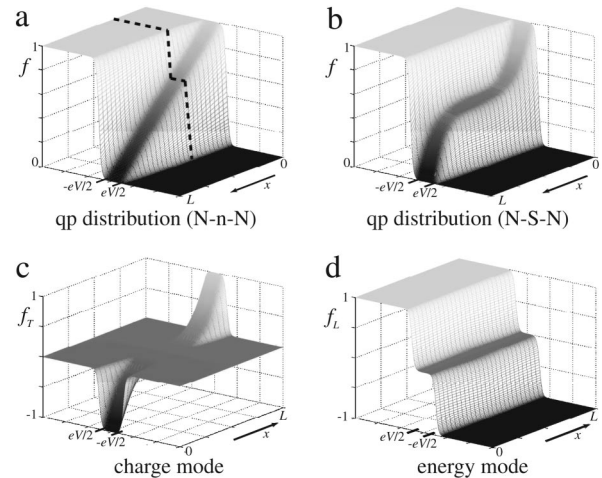 a
b
1
f
0
-eV/2
eV/2
L
x
0
qp distribution (N-n-N)
1
f
0
-eV/2
eV/2
L
x
0
qp distribution (N-S-N)
c
d
1
f_T
-1
eV/2
-eV/2
0
x
L
charge mode
1
f_L
-1
eV/2
-eV/2
0
x
L
energy mode